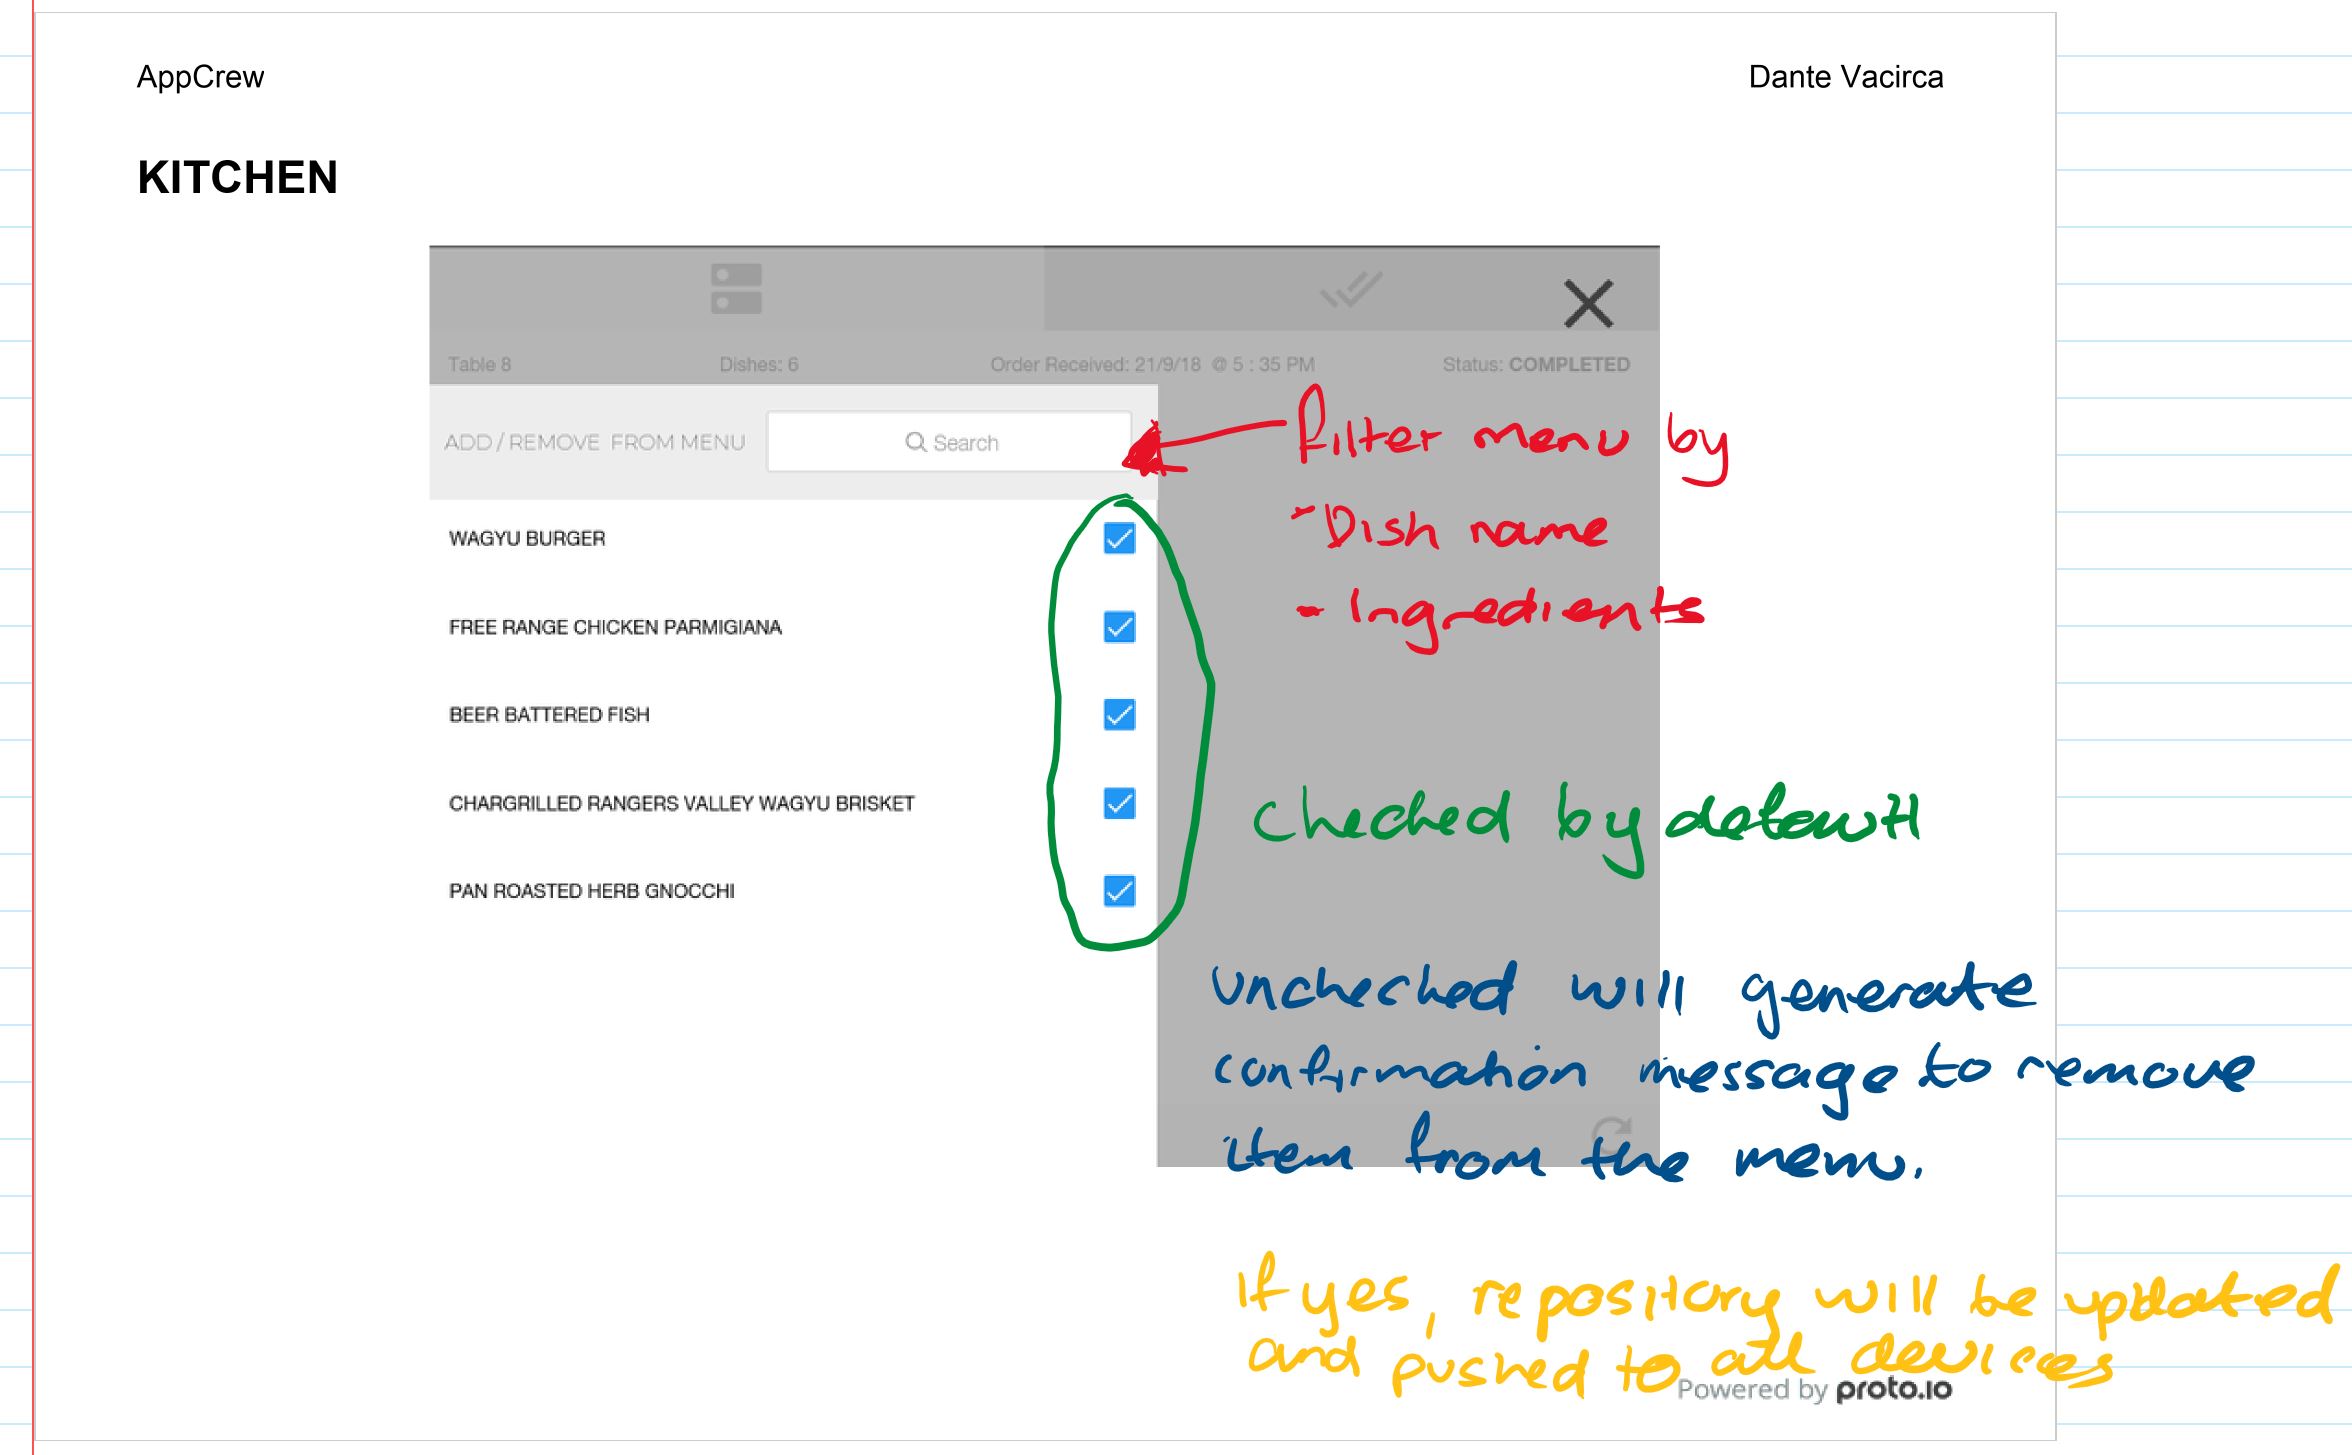 AppCrew Dante Vacirca
KITCHEN
Table 8 Dishes: 6 Order Received: 21/9/18 @ 5 : 35 PM Status: COMPLETED
ADD / REMOVE FROM MENU Search
filter menu by
- Dish name
- Ingredients
WAGYU BURGER
FREE RANGE CHICKEN PARMIGIANA
BEER BATTERED FISH
CHARGRILLED RANGERS VALLEY WAGYU BRISKET
PAN ROASTED HERB GNOCCHI
checked by default
unchecked will generate
confirmation message to remove
item from the menu.
If yes, repository will be updated
and pushed to all devices
Powered by proto.io